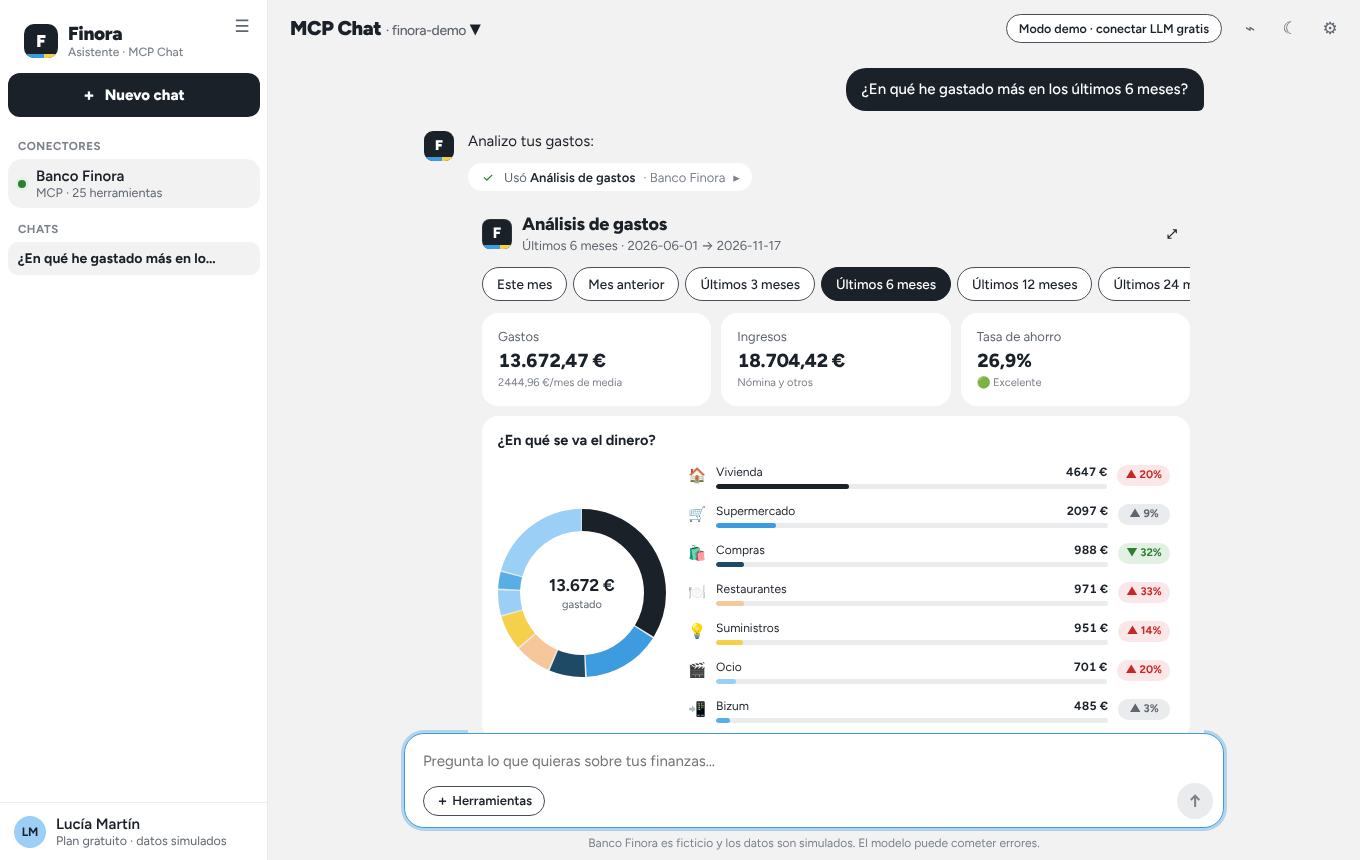 F
Finora
Asistente · MCP Chat
+ Nuevo chat
CONECTORES
Banco Finora
MCP · 25 herramientas
CHATS
¿En qué he gastado más en lo...
LM
Lucía Martín
Plan gratuito · datos simulados
MCP Chat · finora-demo ▼
Modo demo · conectar LLM gratis
¿En qué he gastado más en los últimos 6 meses?
F
Analizo tus gastos:
✓ Usó Análisis de gastos · Banco Finora ▸
F
Análisis de gastos
Últimos 6 meses · 2026-06-01 → 2026-11-17
Este mes
Mes anterior
Últimos 3 meses
Últimos 6 meses
Últimos 12 meses
Últimos 24 m
Gastos
13.672,47 €
2444,96 €/mes de media
Ingresos
18.704,42 €
Nómina y otros
Tasa de ahorro
26,9%
Excelente
¿En qué se va el dinero?
13.672 €
gastado
Vivienda 4647 € ▲ 20%
Supermercado 2097 € ▲ 9%
Compras 988 € ▼ 32%
Restaurantes 971 € ▲ 33%
Suministros 951 € ▲ 14%
Ocio 701 € ▲ 20%
Bizum 485 € ▲ 3%
Pregunta lo que quieras sobre tus finanzas...
+ Herramientas
Banco Finora es ficticio y los datos son simulados. El modelo puede cometer errores.